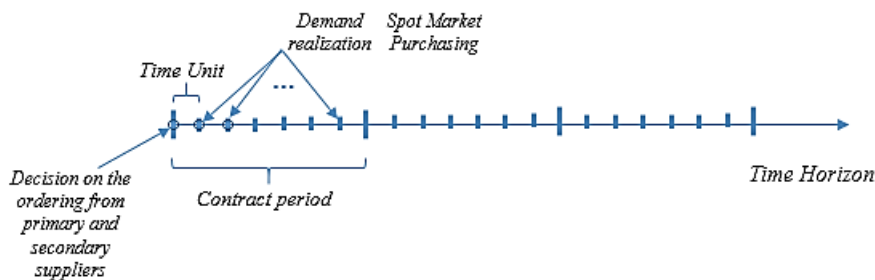 Demand
realization
Spot Market
Purchasing
Time Unit
...
Decision on the
ordering from
primary and
secondary
suppliers
Contract period
Time Horizon